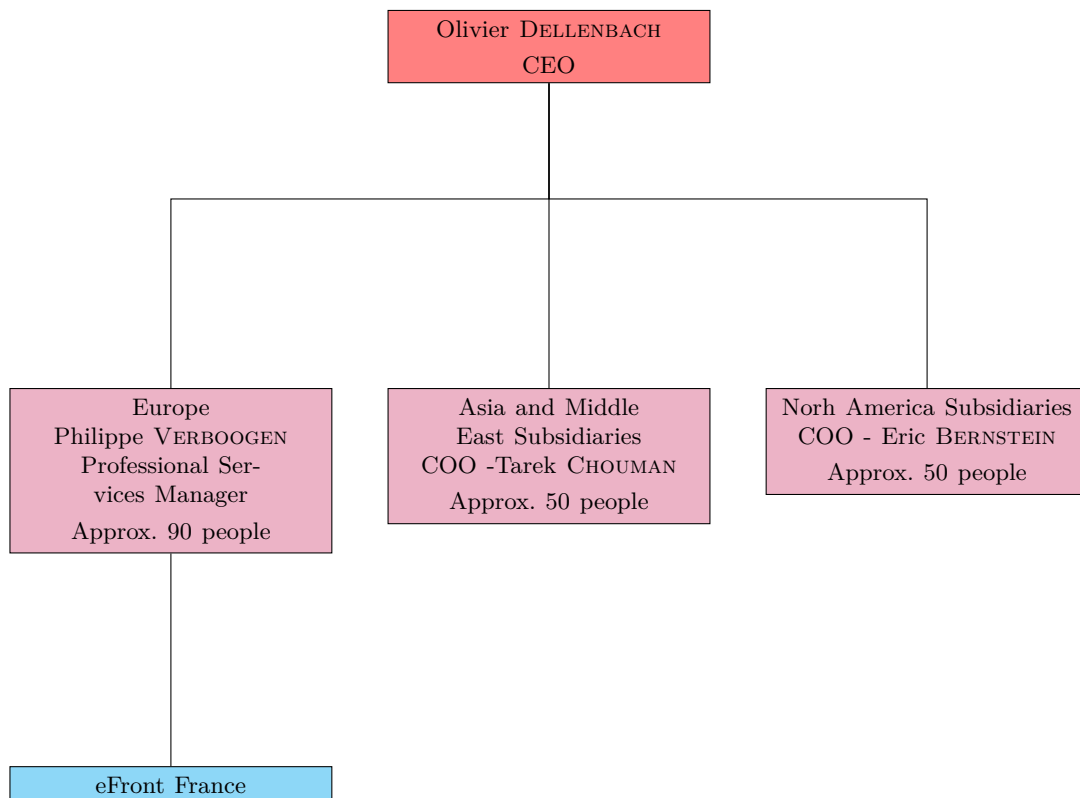 Olivier DELLENBACH
CEO
Europe
Philippe VERBOOGEN
Professional Ser-
vices Manager
Approx. 90 people
Asia and Middle
East Subsidiaries
COO -Tarek CHOUMAN
Approx. 50 people
Norh America Subsidiaries
COO - Eric BERNSTEIN
Approx. 50 people
eFront France